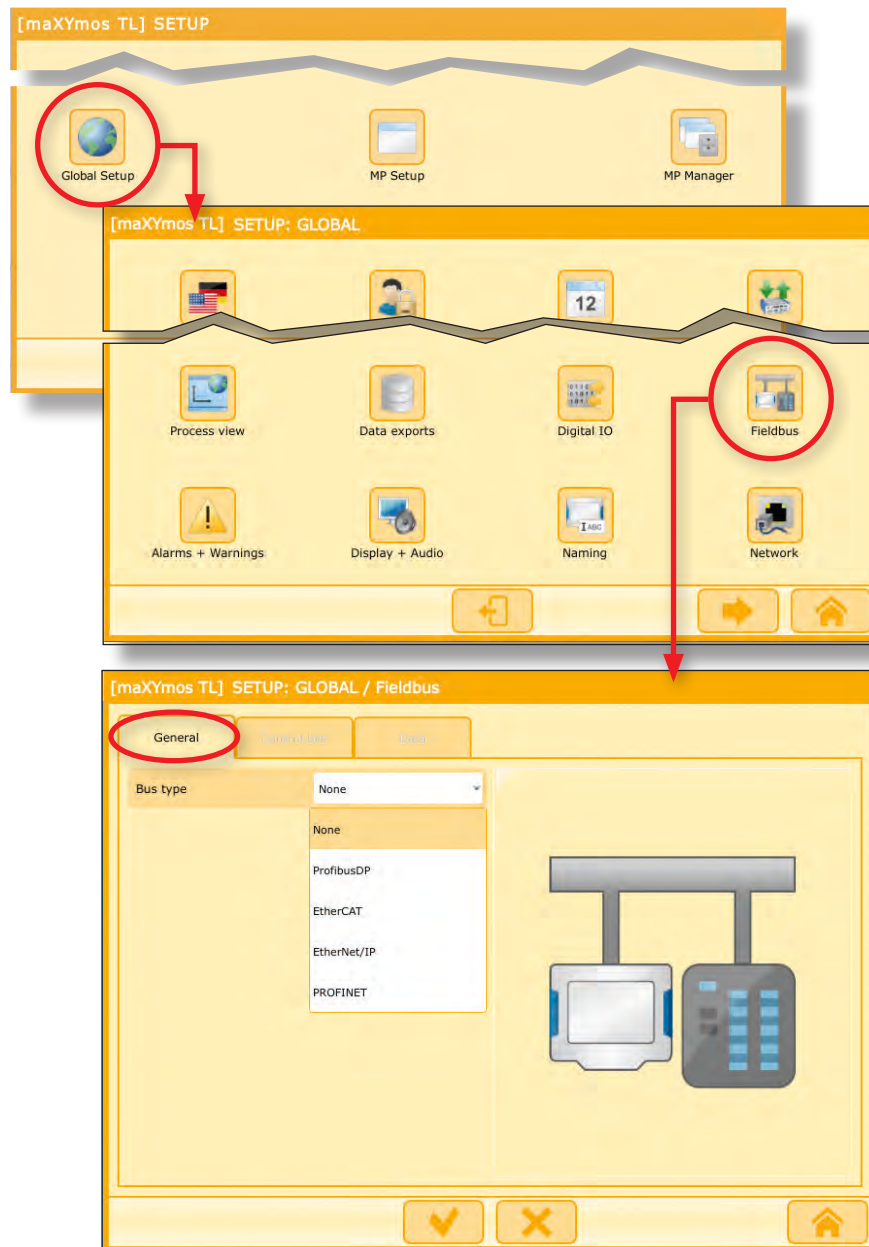 [maXYmos TL] SETUP
Global Setup
MP Setup
MP Manager
[maXYmos TL] SETUP: GLOBAL
12
Process view
Data exports
Digital IO
Fieldbus
Alarms + Warnings
Display + Audio
Naming
Network
[maXYmos TL] SETUP: GLOBAL / Fieldbus
General
Bus type
None
None
ProfibusDP
EtherCAT
EtherNet/IP
PROFINET